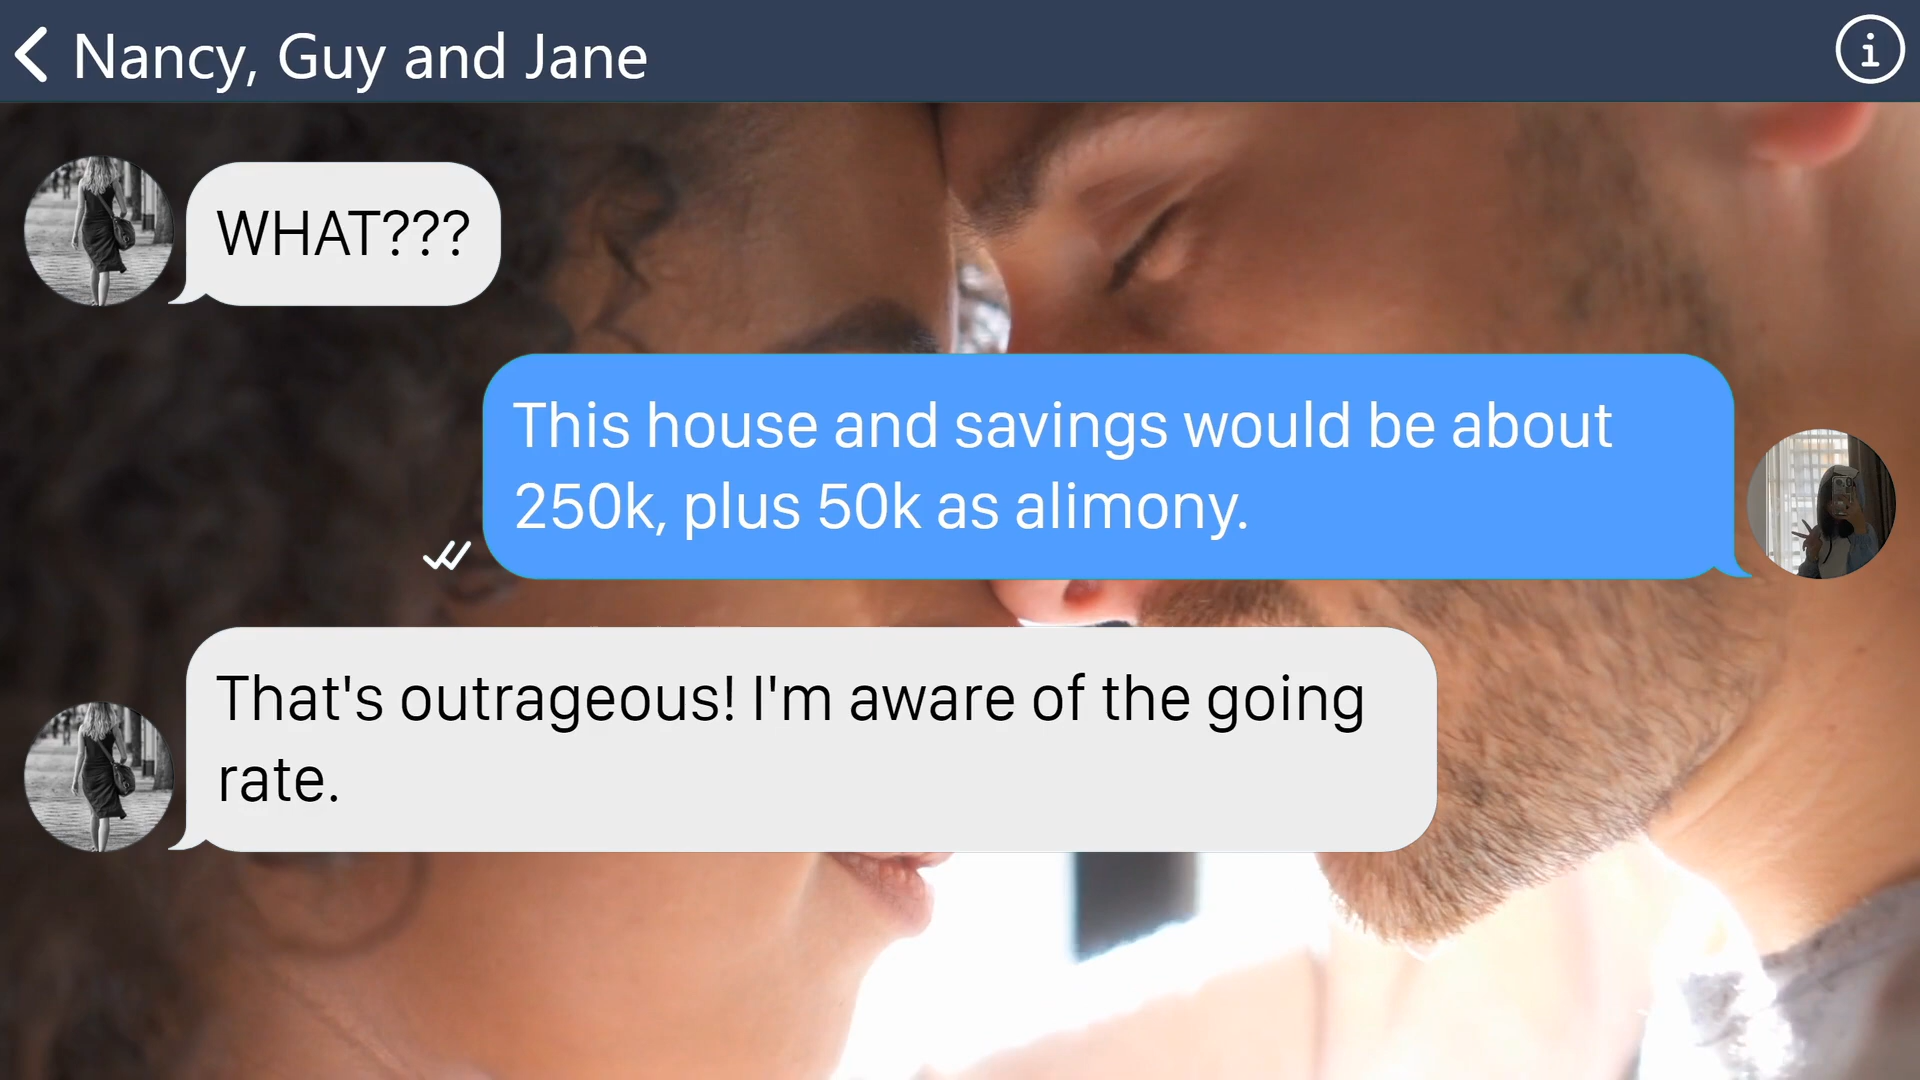 Nancy, Guy and Jane
WHAT???
This house and savings would be about
250k, plus 50k as alimony.
That's outrageous! I'm aware of the going
rate.